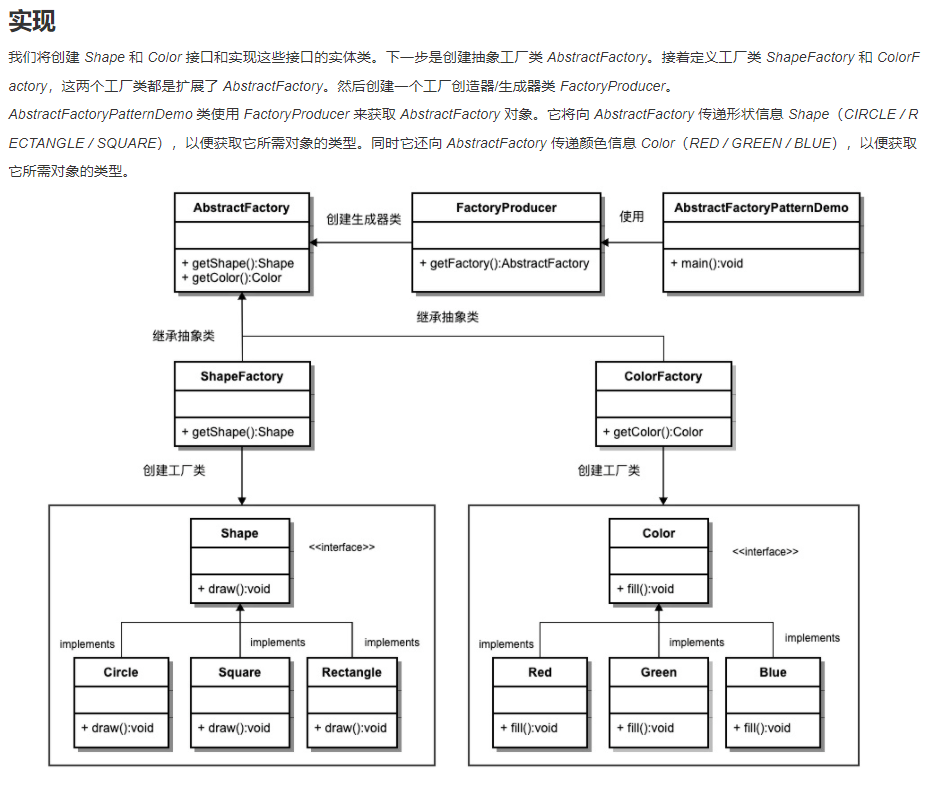 实现
我们将创建 Shape 和 Color 接口和实现这些接口的实体类。下一步是创建抽象工厂类 AbstractFactory。接着定义工厂类 ShapeFactory 和 ColorF
actory，这两个工厂类都是扩展了 AbstractFactory。然后创建一个工厂创造器/生成器类 FactoryProducer。
AbstractFactoryPatternDemo 类使用 FactoryProducer 来获取 AbstractFactory 对象。它将向 AbstractFactory 传递形状信息 Shape（CIRCLE / R
ECTANGLE / SQUARE），以便获取它所需对象的类型。同时它还向 AbstractFactory 传递颜色信息 Color（RED / GREEN / BLUE），以便获取
它所需对象的类型。
AbstractFactory
+ getShape():Shape
+ getColor():Color
创建生成器类
FactoryProducer
+ getFactory():AbstractFactory
使用
AbstractFactoryPatternDemo
+ main():void
继承抽象类
继承抽象类
ShapeFactory
+ getShape():Shape
ColorFactory
+ getColor():Color
创建工厂类
创建工厂类
Shape
+ draw():void
<<interface>>
implements
implements
implements
Circle
+ draw():void
Square
+ draw():void
Rectangle
+ draw():void
Color
+ fill():void
<<interface>>
implements
implements
implements
Red
+ fill():void
Green
+ fill():void
Blue
+ fill():void